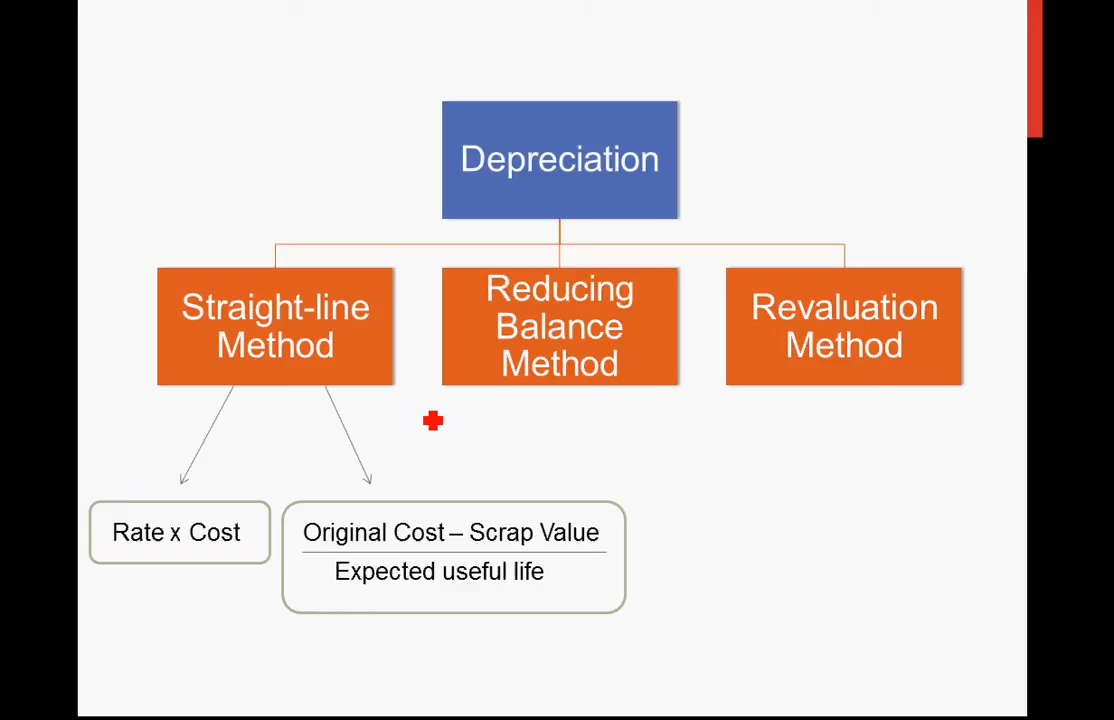 Depreciation
Straight-line
Method
Reducing
Balance
Method
Revaluation
Method
Rate x Cost
Original Cost – Scrap Value
Expected useful life